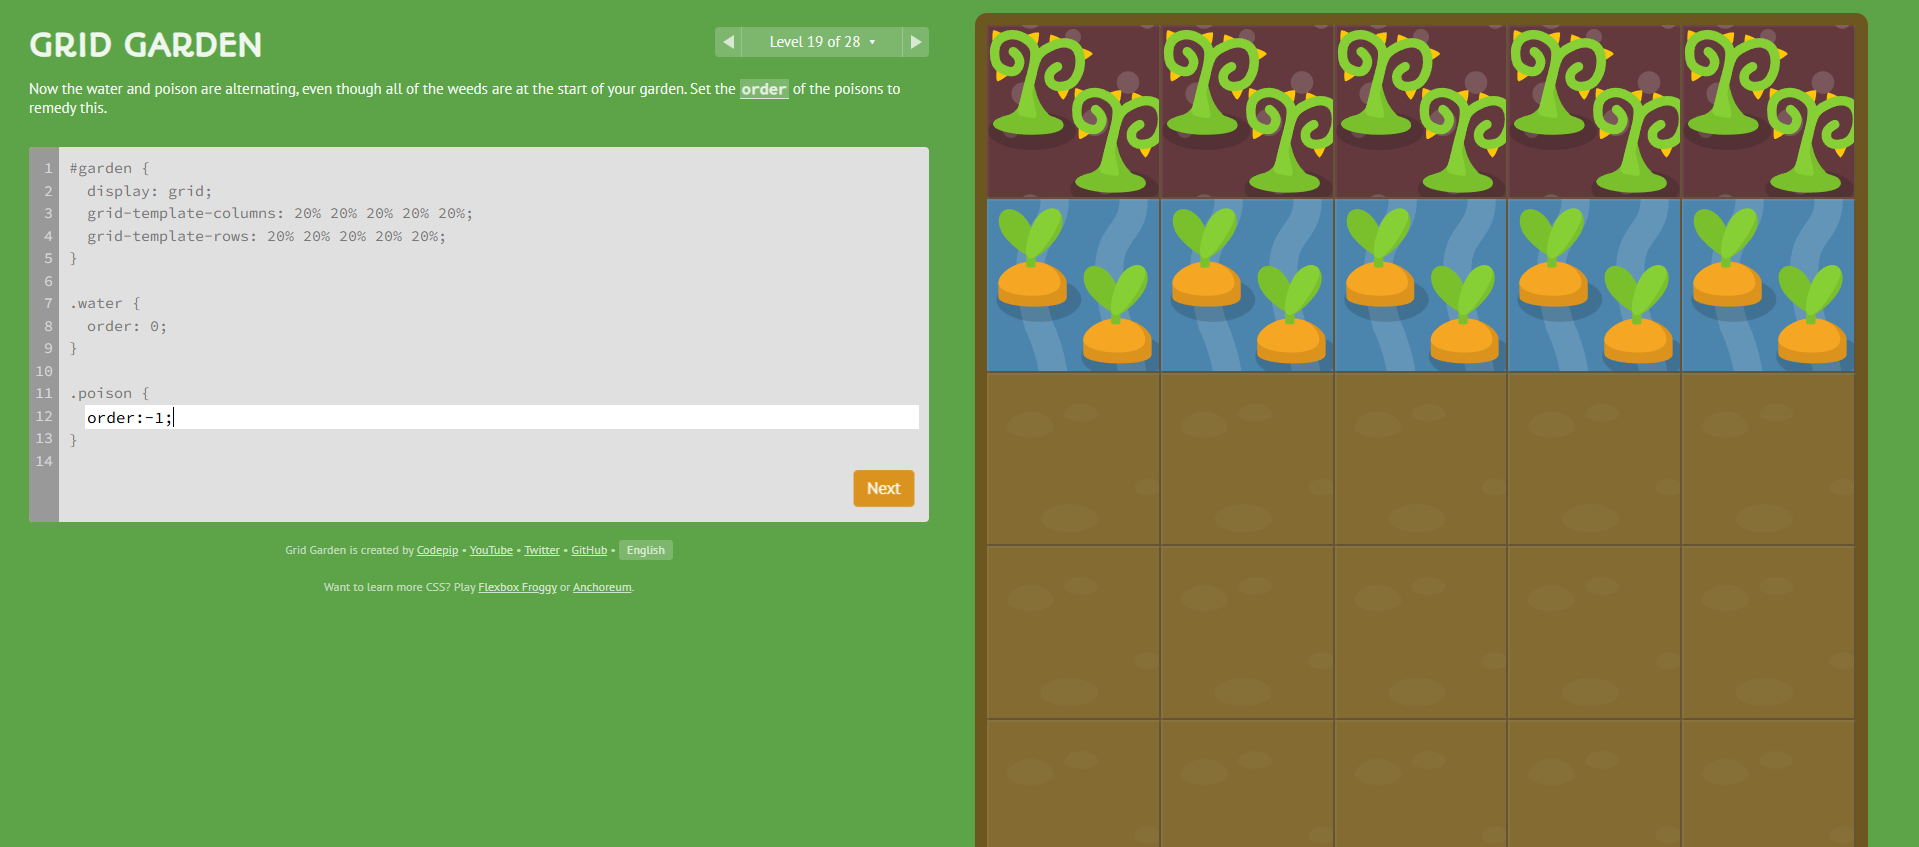 GRID GARDEN
◀ Level 19 of 28 ▾ ▶
Now the water and poison are alternating, even though all of the weeds are at the start of your garden. Set the order of the poisons to
remedy this.
1 #garden {
2   display: grid;
3   grid-template-columns: 20% 20% 20% 20% 20%;
4   grid-template-rows: 20% 20% 20% 20% 20%;
5 }
6
7 .water {
8   order: 0;
9 }
10
11 .poison {
12   order:-1;
13 }
14
Next
Grid Garden is created by Codepip • YouTube • Twitter • GitHub • English
Want to learn more CSS? Play Flexbox Froggy or Anchoreum.